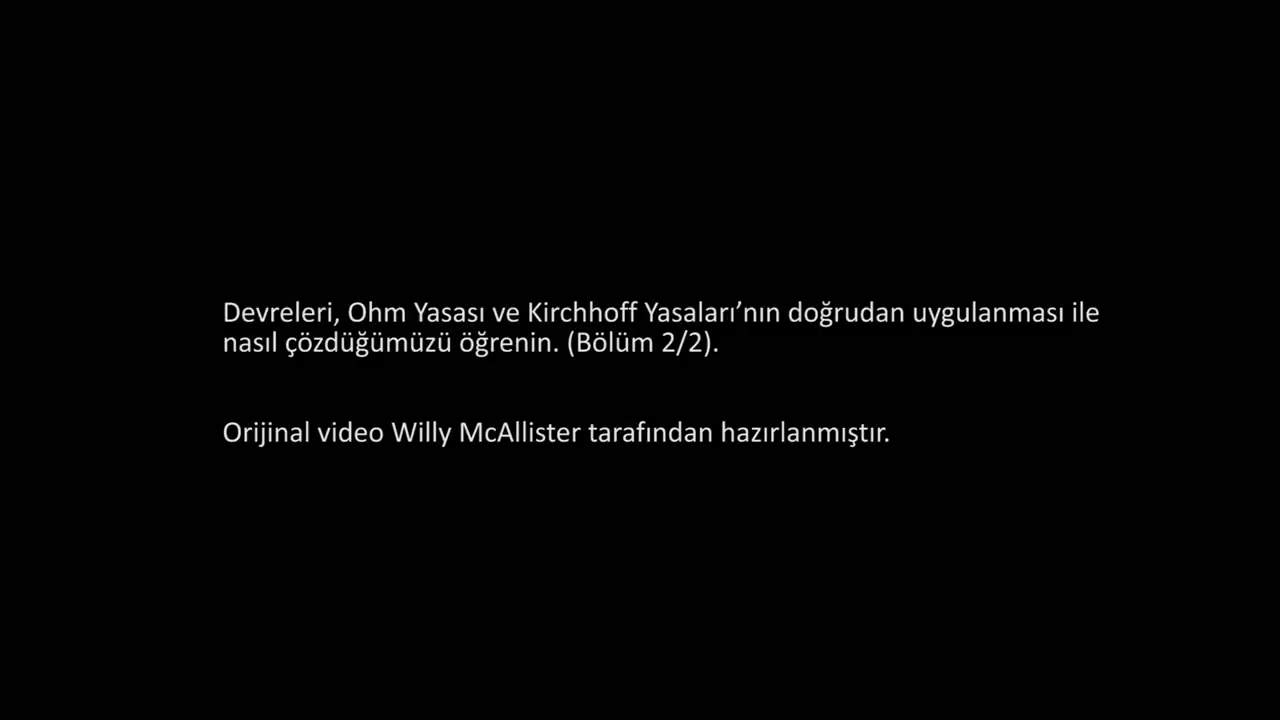 Devreleri, Ohm Yasası ve Kirchhoff Yasaları’nın doğrudan uygulanması ile
nasıl çözdüğümüzü öğrenin. (Bölüm 2/2).
Orijinal video Willy McAllister tarafından hazırlanmıştır.